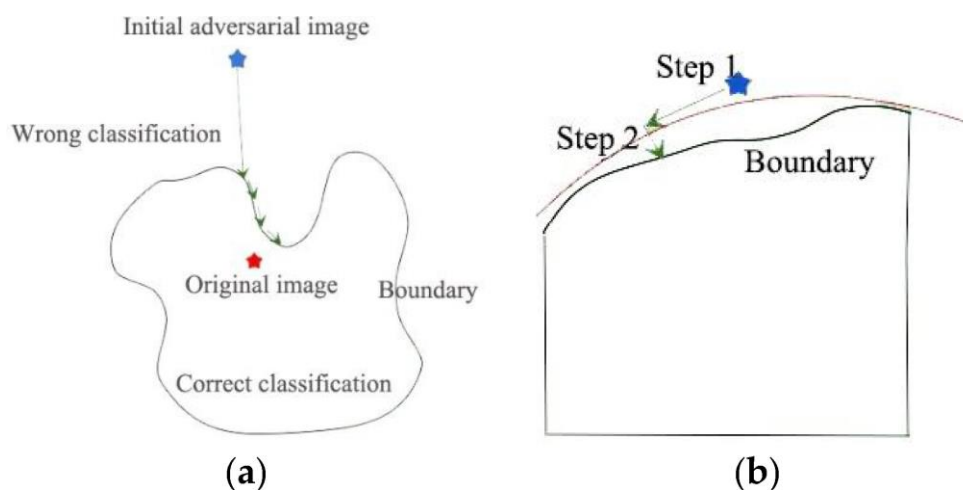 Initial adversarial image
Wrong classification
Original image
Boundary
Correct classification
(a)
Step 1
Step 2
Boundary
(b)